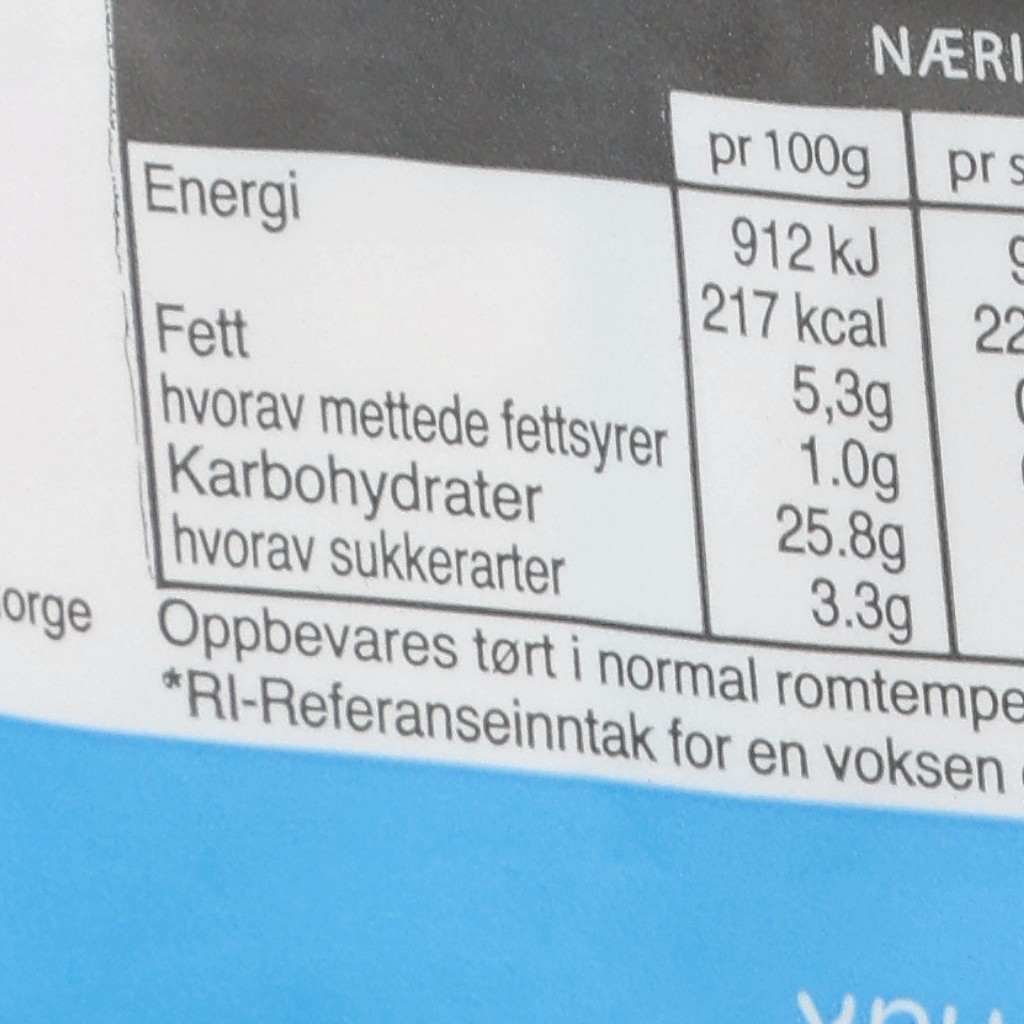 NÆRI
pr 100g pr s
Energi 912 kJ
217 kcal 22
Fett 5,3g
hvorav mettede fettsyrer 1.0g
Karbohydrater 25.8g
hvorav sukkerarter 3.3g
orge
Oppbevares tørt i normal romtempe
*RI-Referanseinntak for en voksen